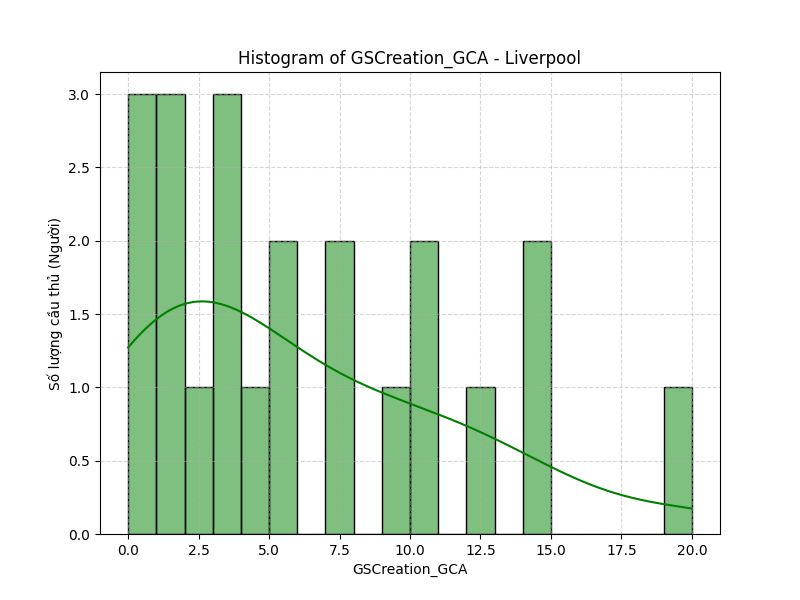 Histogram of GSCreation_GCA - Liverpool
3.0
2.5
2.0
1.5
1.0
0.5
0.0
Số lượng cầu thủ (Người)
0.0 2.5 5.0 7.5 10.0 12.5 15.0 17.5 20.0
GSCreation_GCA